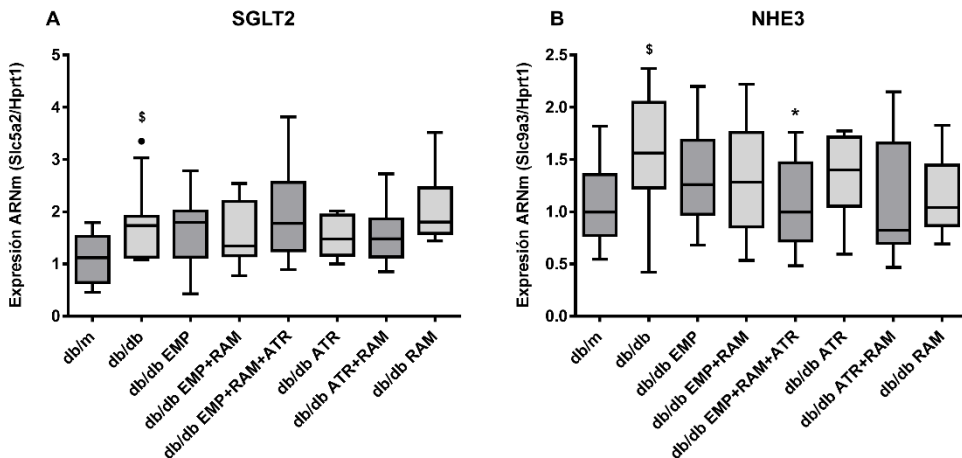 A
SGLT2
Expresión ARNm (Slc5a2/Hprt1)
5
4
3
2
1
0
$
db/m
db/db
db/db EMP
db/db EMP+RAM
db/db EMP+RAM+ATR
db/db ATR
db/db ATR+RAM
db/db RAM
B
NHE3
Expresión ARNm (Slc9a3/Hprt1)
2.5
2.0
1.5
1.0
0.5
0.0
$
*
db/m
db/db
db/db EMP
db/db EMP+RAM
db/db EMP+RAM+ATR
db/db ATR
db/db ATR+RAM
db/db RAM